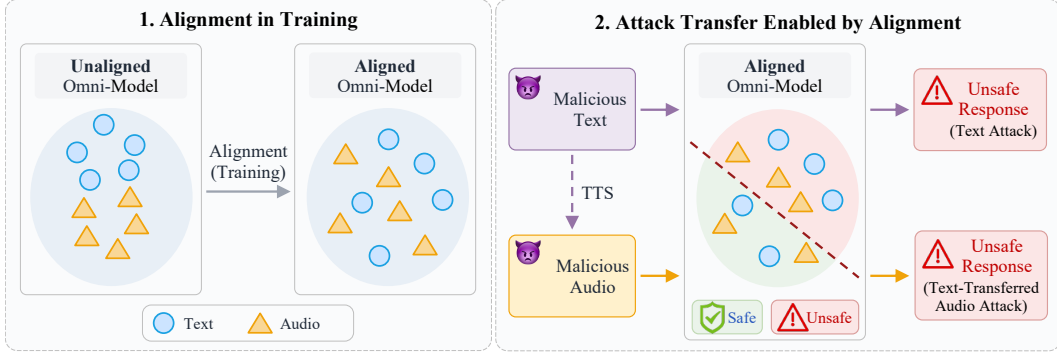 1. Alignment in Training
Unaligned
Omni-Model
Alignment
(Training)
Aligned
Omni-Model
Text
Audio
2. Attack Transfer Enabled by Alignment
Malicious
Text
TTS
Malicious
Audio
Aligned
Omni-Model
Safe
Unsafe
Unsafe
Response
(Text Attack)
Unsafe
Response
(Text-Transferred
Audio Attack)